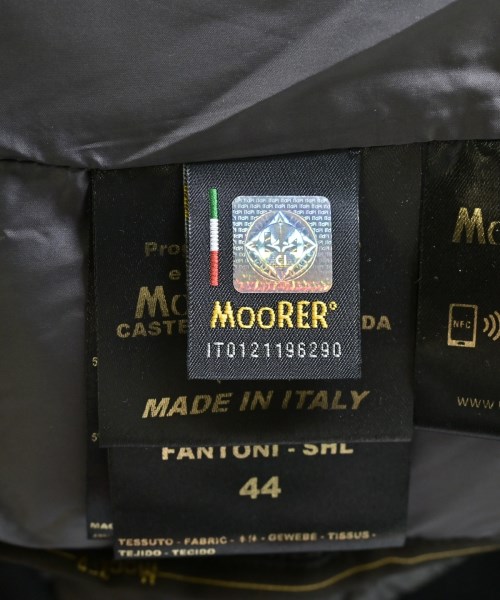 MOORER°
IT0121196290
Pro
e
Mo
CASTE DA
MADE IN ITALY
FANTONI - SHL
44
TESSUTO - FABRIC - GEWEBE - TISSUS -
TEJIDO - TECIDO
Mo
NFC
www.